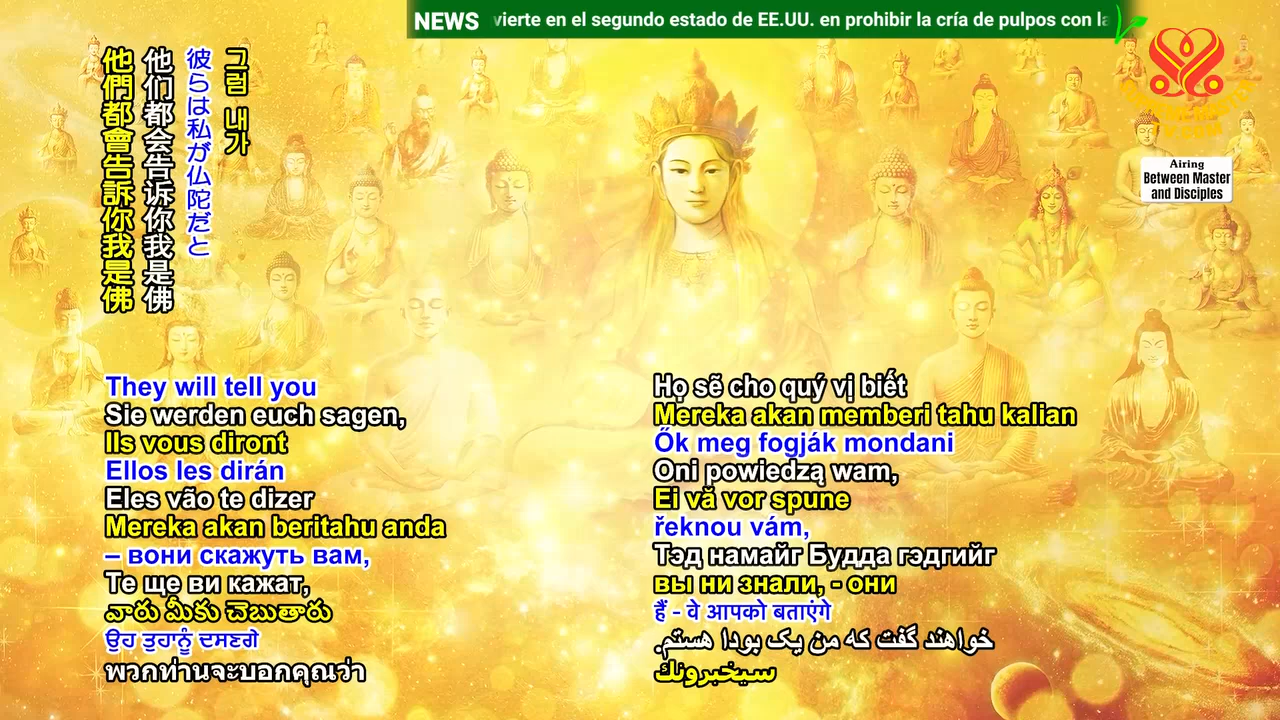 NEWS vierte en el segundo estado de EE.UU. en prohibir la cría de pulpos con la
SUPREME MASTER
TV.COM
Airing
Between Master
and Disciples
그럼 내가
彼らは私が仏陀だと
他们都会告诉你我是佛
他們都會告訴你我是佛
They will tell you
Sie werden euch sagen,
Ils vous diront
Ellos les dirán
Eles vão te dizer
Mereka akan beritahu anda
– вони скажуть вам,
Те ще ви кажат,
వారు మీకు చెబుతారు
ਉਹ ਤੁਹਾਨੂੰ ਦਸਣਗੇ
พวกท่านจะบอกคุณว่า
Họ sẽ cho quý vị biết
Mereka akan memberi tahu kalian
Ők meg fogják mondani
Oni powiedzą wam,
Ei vă vor spune
řeknou vám,
Тэд намайг Будда гэдгийг
вы ни знали, - они
हैं - वे आपको बताएंगे
خواهند گفت که من یک بودا هستم.
سيخبرونك